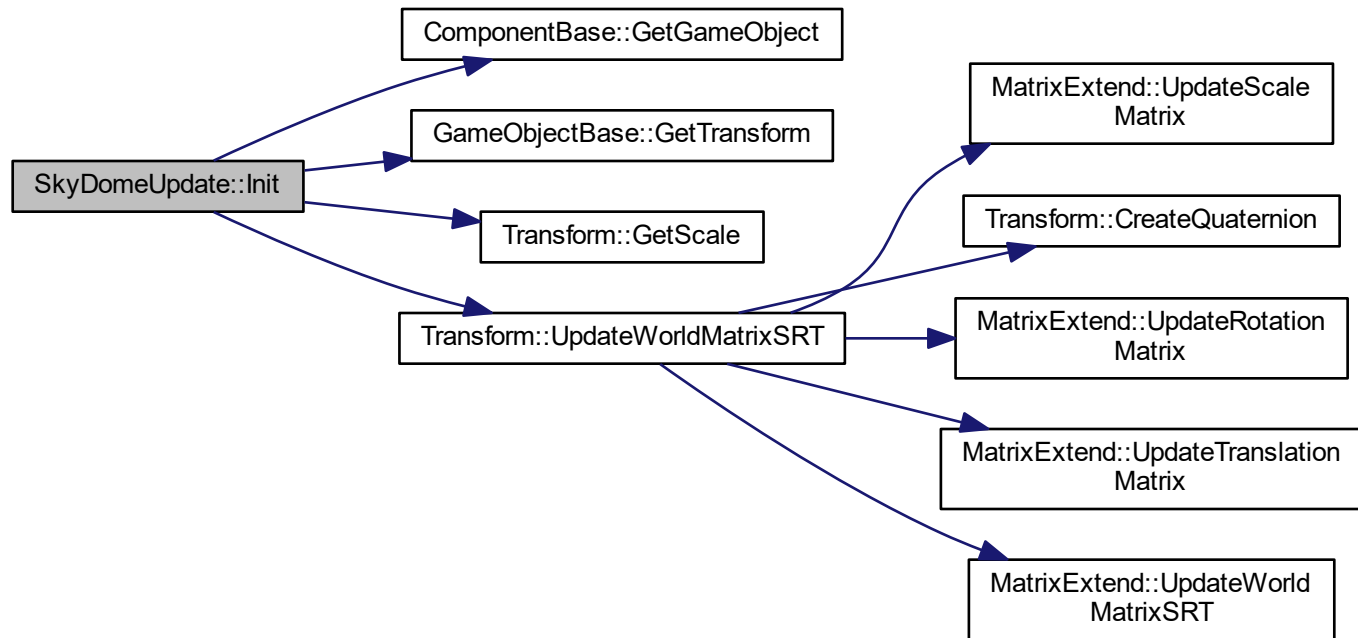 SkyDomeUpdate::Init
ComponentBase::GetGameObject
GameObjectBase::GetTransform
Transform::GetScale
Transform::UpdateWorldMatrixSRT
MatrixExtend::UpdateScale
Matrix
Transform::CreateQuaternion
MatrixExtend::UpdateRotation
Matrix
MatrixExtend::UpdateTranslation
Matrix
MatrixExtend::UpdateWorld
MatrixSRT